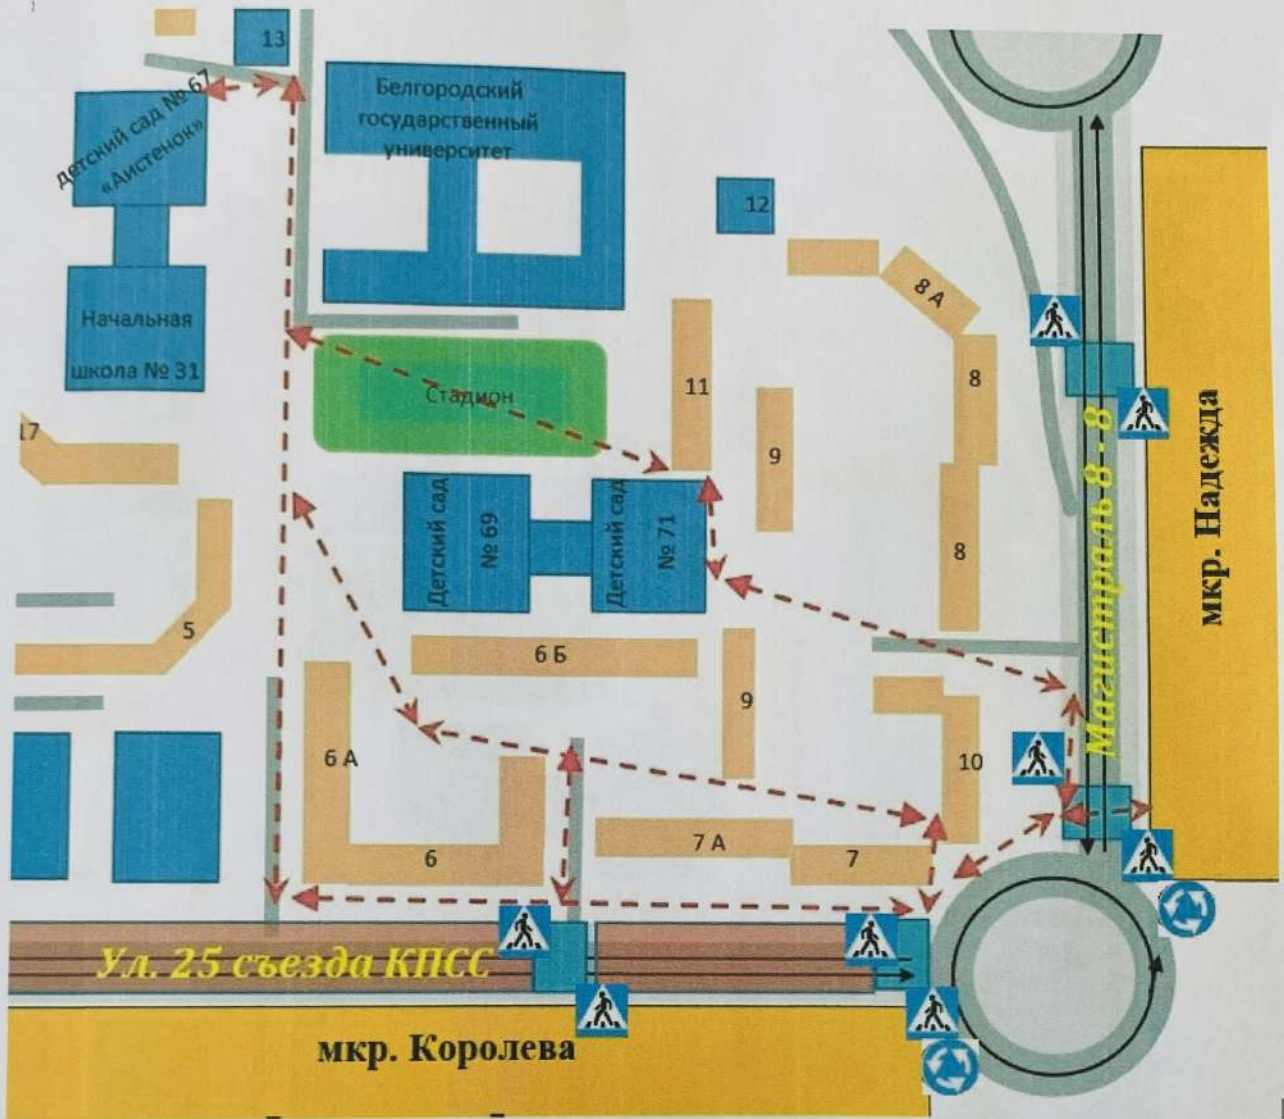 13
детский сад № 67
«Аистенок»
Белгородский
государственный
университет
12
8 А
Начальная
школа № 31
Стадион
11
8
17
9
мкр. Надежда
Магистраль 8 - 8
Детский сад
№ 69
Детский сад
№ 71
8
5
6 Б
9
6 А
10
7 А
7
6
Ул. 25 съезда КПСС
мкр. Королева